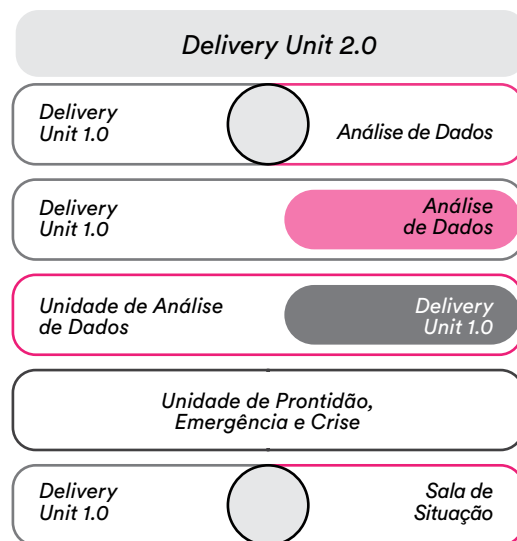 Delivery Unit 2.0
Delivery
Unit 1.0
Análise de Dados
Delivery
Unit 1.0
Análise
de Dados
Unidade de Análise
de Dados
Delivery
Unit 1.0
Unidade de Prontidão,
Emergência e Crise
Delivery
Unit 1.0
Sala de
Situação